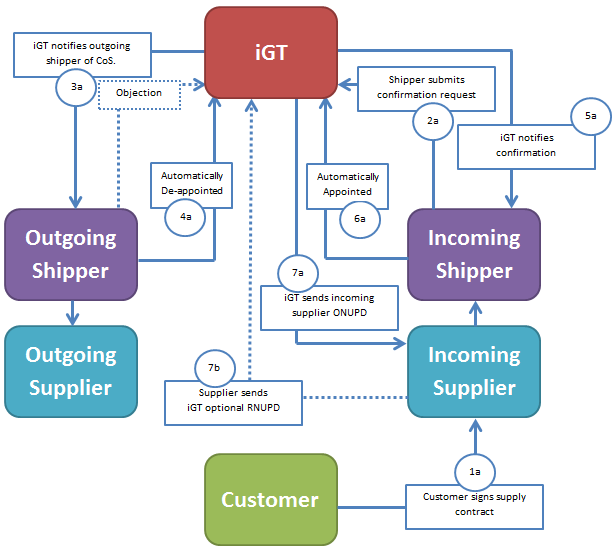 iGT notifies outgoing
shipper of CoS.
3a
Objection
iGT
Shipper submits
confirmation request
2a
5a
iGT notifies
confirmation
Automatically
De-appointed
4a
Automatically
Appointed
6a
Outgoing
Shipper
Incoming
Shipper
7a
iGT sends incoming
supplier ONUPD
Outgoing
Supplier
Incoming
Supplier
7b
Supplier sends
iGT optional RNUPD
1a
Customer signs supply
contract
Customer